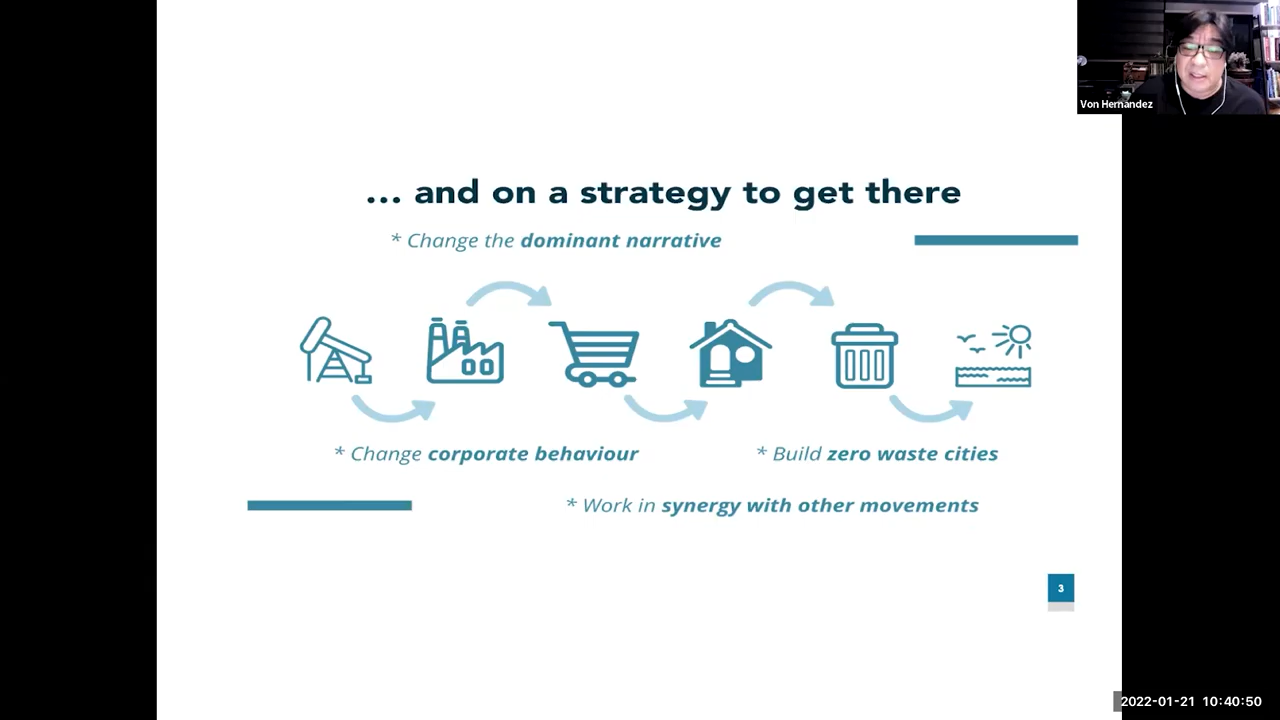 Von Hernandez
... and on a strategy to get there
* Change the dominant narrative
* Change corporate behaviour
* Build zero waste cities
* Work in synergy with other movements
3
2022-01-21 10:40:50